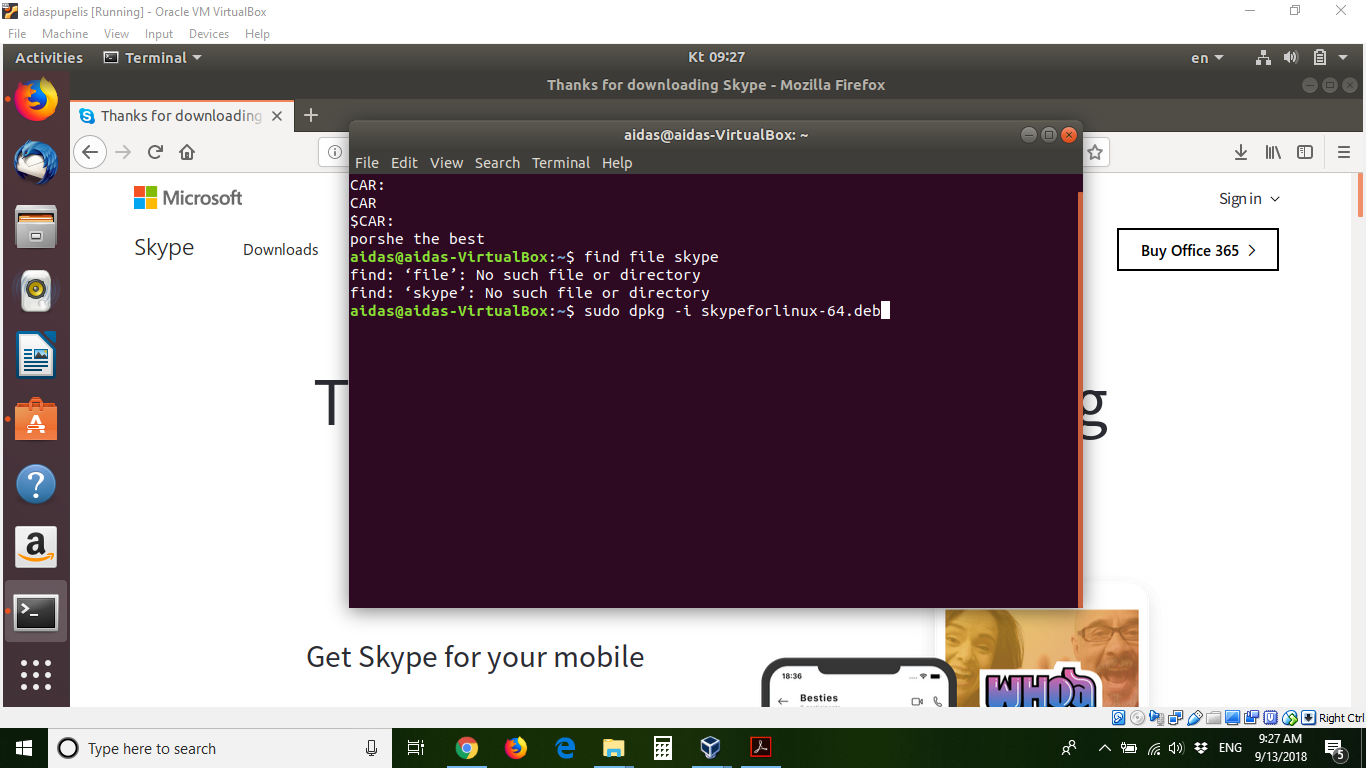 aidaspupelis [Running] - Oracle VM VirtualBox
File Machine View Input Devices Help
Activities Terminal Kt 09:27 en
Thanks for downloading Skype - Mozilla Firefox
Thanks for downloading
aidas@aidas-VirtualBox: ~
File Edit View Search Terminal Help
CAR:
CAR
$CAR:
porshe the best
aidas@aidas-VirtualBox:~$ find file skype
find: ‘file’: No such file or directory
find: ‘skype’: No such file or directory
aidas@aidas-VirtualBox:~$ sudo dpkg -i skypeforlinux-64.deb
Microsoft
Sign in
Skype Downloads
Buy Office 365
T g
Get Skype for your mobile
18:36
Besties
WHOA
Right Ctrl
Type here to search
ENG
9:27 AM
9/13/2018
5